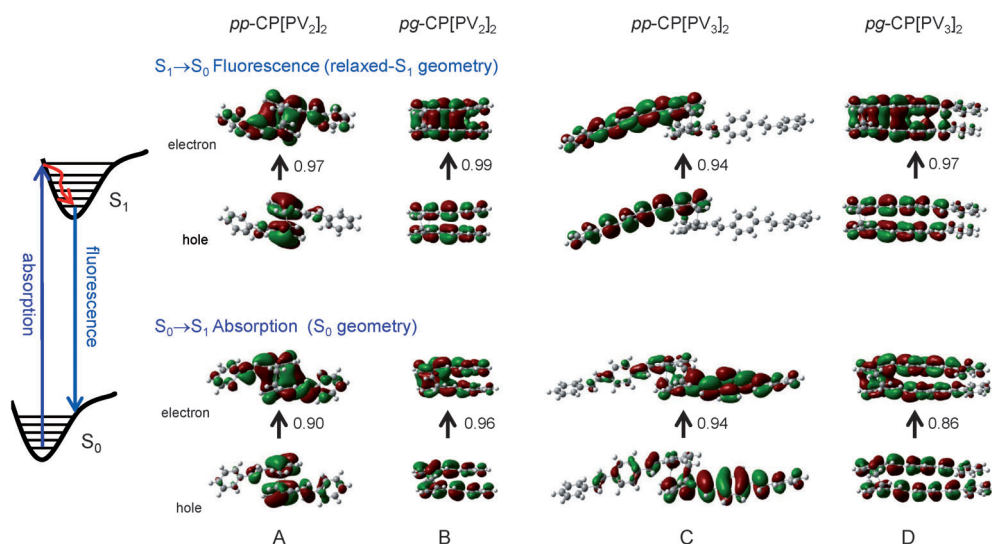 pp-CP[PV₂]₂ pg-CP[PV₂]₂ pp-CP[PV₃]₂ pg-CP[PV₃]₂
S₁→S₀ Fluorescence (relaxed-S₁ geometry)
electron
0.97 0.99 0.94 0.97
hole
S₁
absorption
fluorescence
S₀
S₀→S₁ Absorption (S₀ geometry)
electron
0.90 0.96 0.94 0.86
hole
A B C D